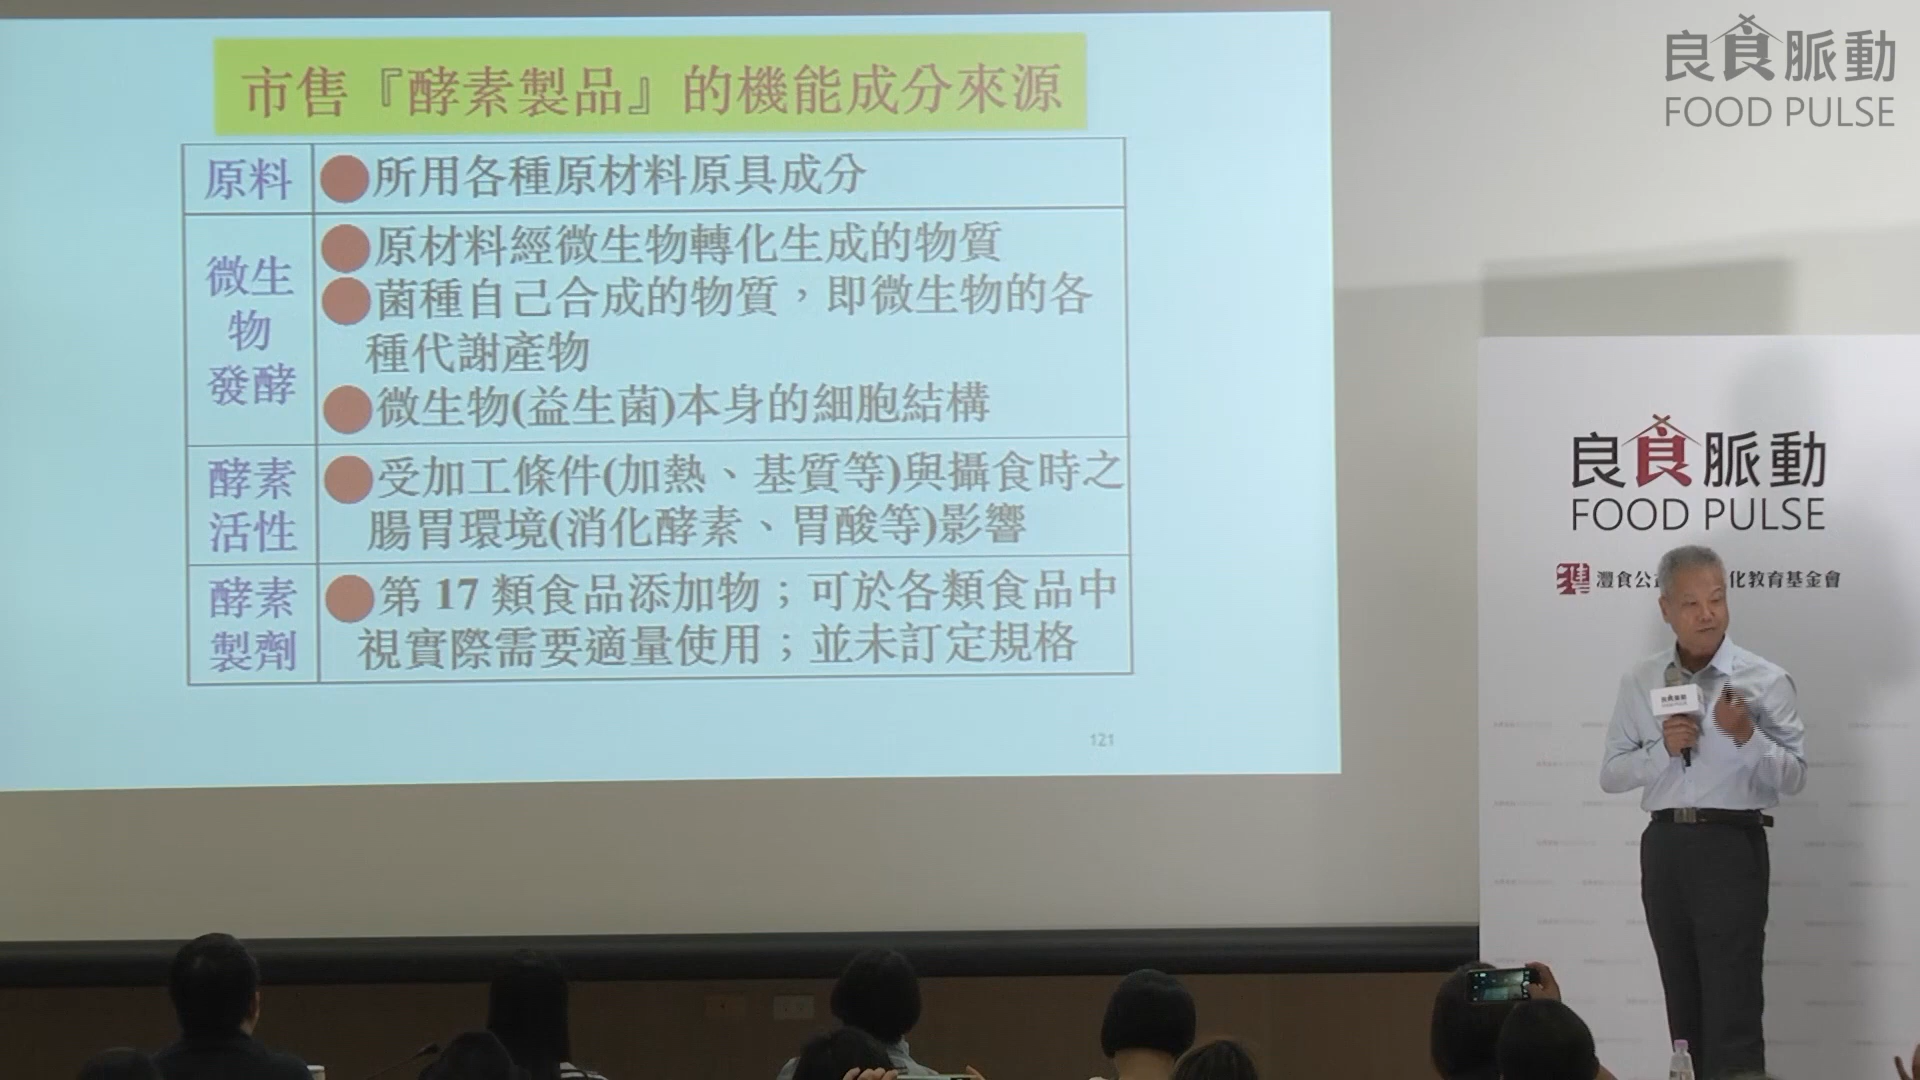 市售『酵素製品』的機能成分來源
原料
●所用各種原材料原具成分
微生
物
發酵
●原材料經微生物轉化生成的物質
●菌種自己合成的物質，即微生物的各
種代謝產物
●微生物(益生菌)本身的細胞結構
酵素
活性
●受加工條件(加熱、基質等)與攝食時之
腸胃環境(消化酵素、胃酸等)影響
酵素
製劑
●第 17 類食品添加物；可於各類食品中
視實際需要適量使用；並未訂定規格
121
良食脈動
FOOD PULSE
良食脈動
FOOD PULSE
灃食公 化教育基金會
良食脈動